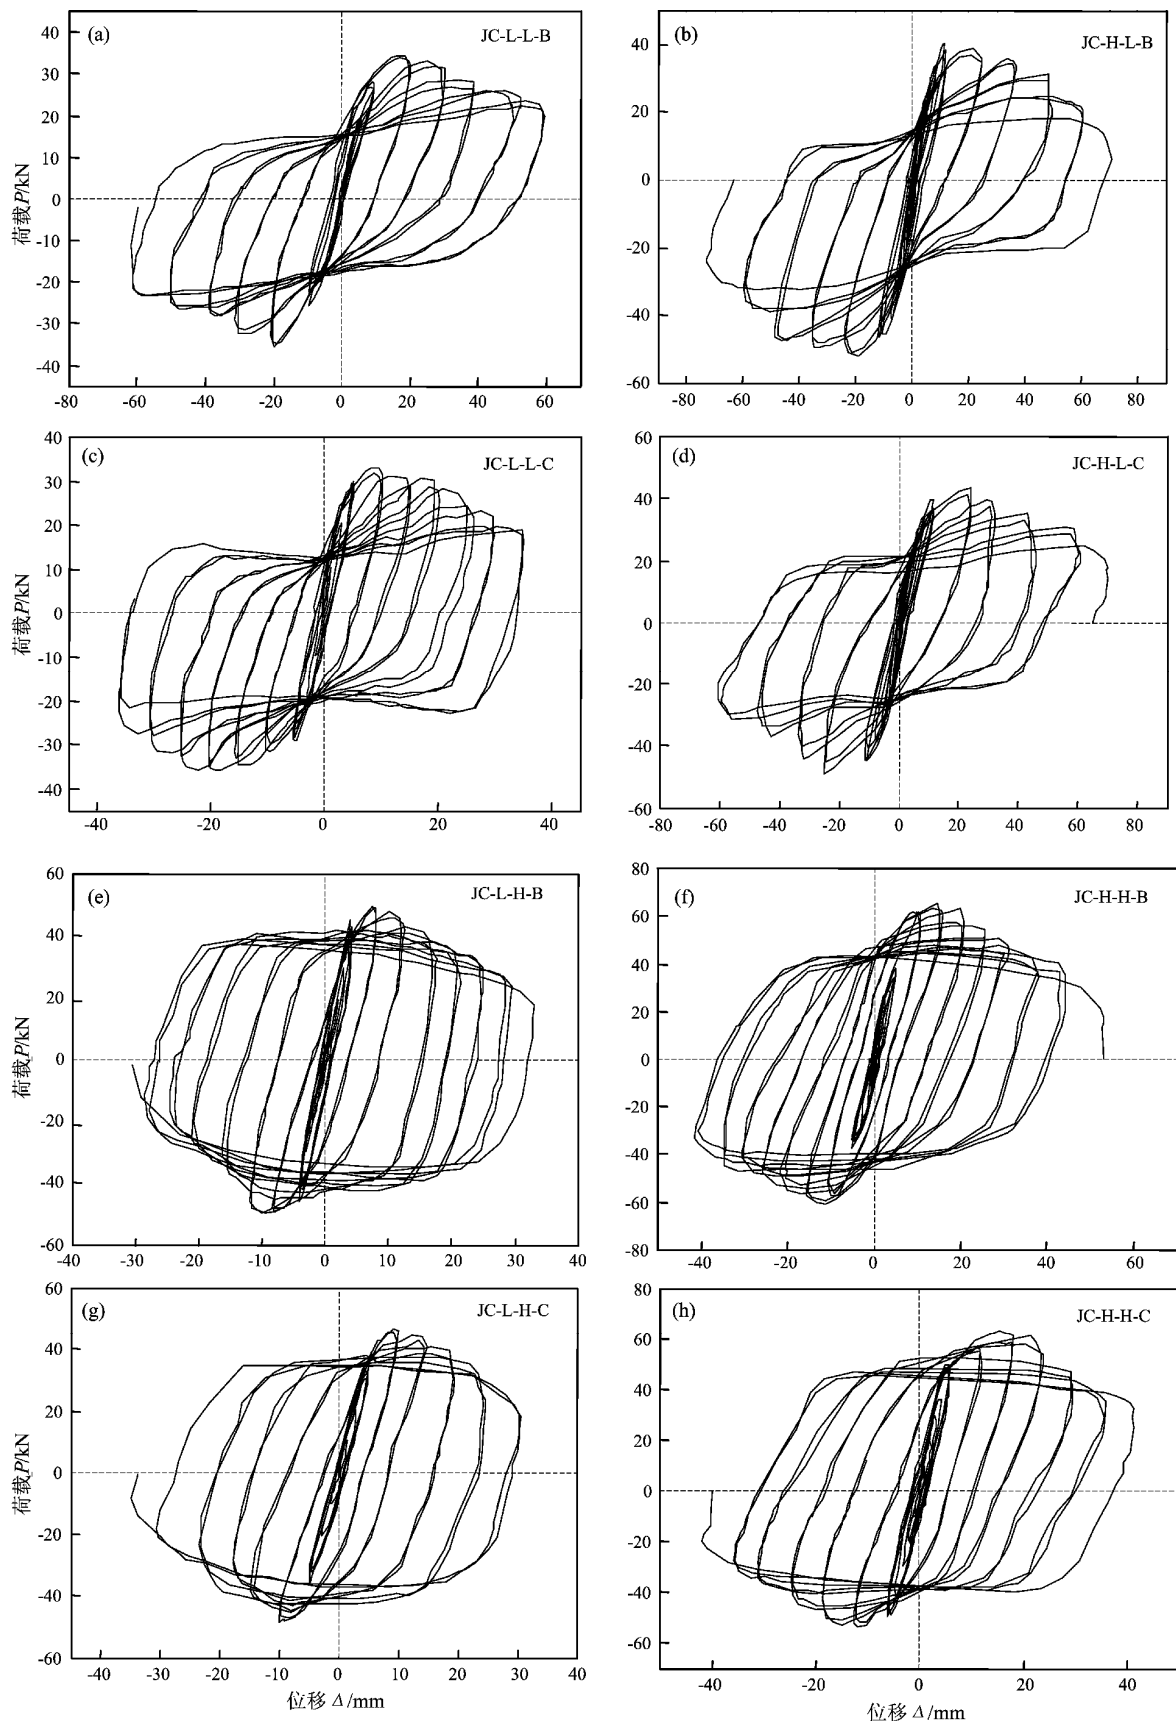 (a) JC-L-L-B
荷载P/kN
45
40
30
20
10
0
-10
-20
-30
-40
-45
-80 -60 -40 -20 0 20 40 60
(b) JC-H-L-B
60
40
20
0
-20
-40
-60
-80 -60 -40 -20 0 20 40 60 80
(c) JC-L-L-C
荷载P/kN
40
30
20
10
0
-10
-20
-30
-40
-40 -20 0 20 40
(d) JC-H-L-C
60
40
20
0
-20
-40
-60
-80 -60 -40 -20 0 20 40 60 80
(e) JC-L-H-B
荷载P/kN
60
40
20
0
-20
-40
-60
-40 -30 -20 -10 0 10 20 30 40
(f) JC-H-H-B
80
60
40
20
0
-20
-40
-60
-80
-40 -20 0 20 40 60
(g) JC-L-H-C
荷载P/kN
60
40
20
0
-20
-40
-60
-40 -30 -20 -10 0 10 20 30 40
位移 Δ/mm
(h) JC-H-H-C
80
60
40
20
0
-20
-40
-60
-40 -20 0 20 40
位移 Δ/mm